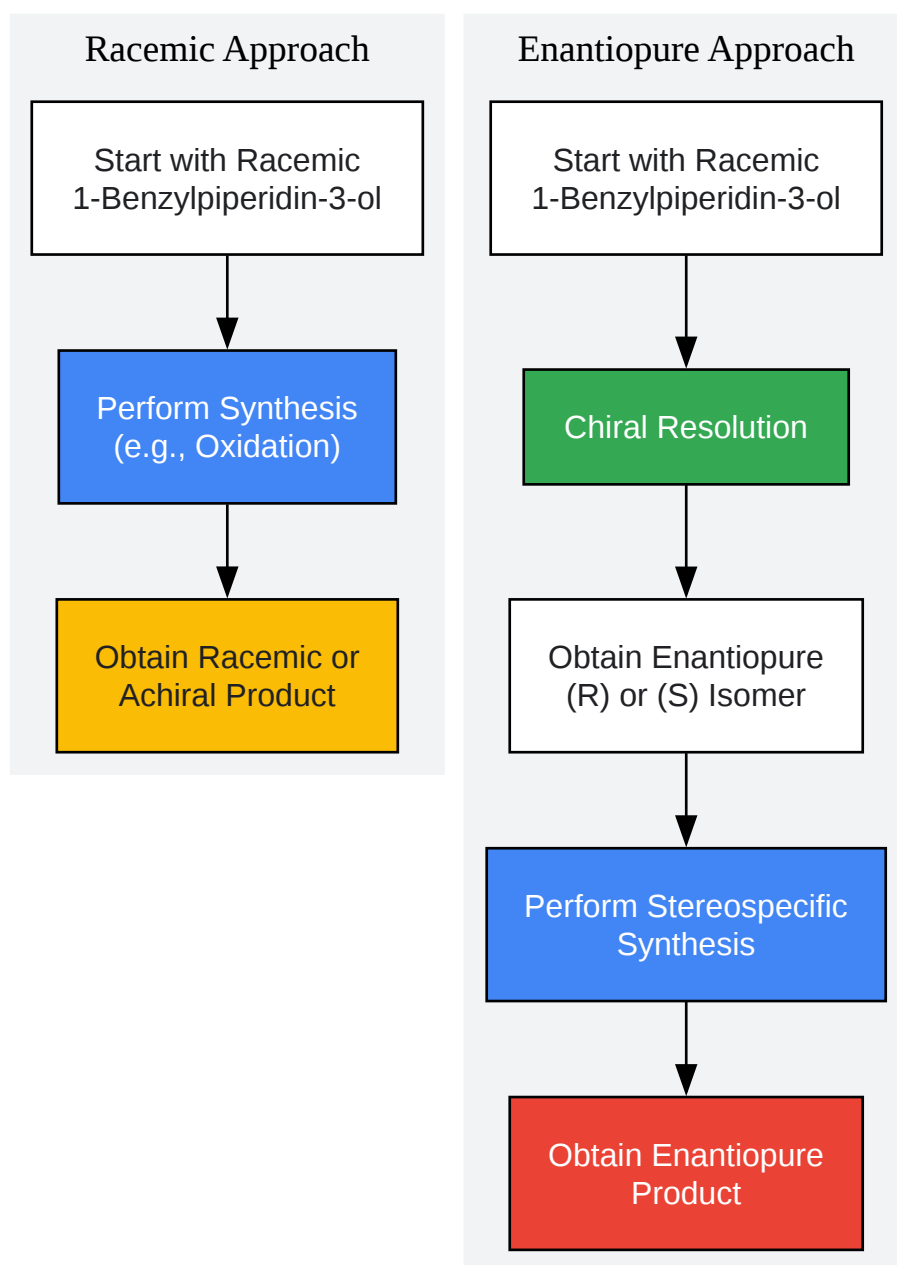 Racemic Approach
Start with Racemic
1-Benzylpiperidin-3-ol
Perform Synthesis
(e.g., Oxidation)
Obtain Racemic or
Achiral Product
Enantiopure Approach
Start with Racemic
1-Benzylpiperidin-3-ol
Chiral Resolution
Obtain Enantiopure
(R) or (S) Isomer
Perform Stereospecific
Synthesis
Obtain Enantiopure
Product